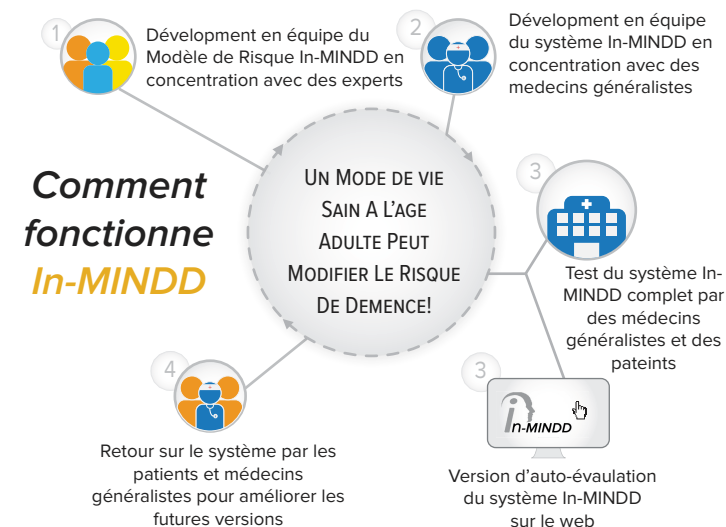 1
Dévelopment en équipe du
Modèle de Risque In-MINDD en
concentration avec des experts
2
Dévelopment en équipe
du système In-MINDD en
concentration avec des
medecins généralistes
Comment
fonctionne
In-MINDD
Un Mode de vie
Sain A L'age
Adulte Peut
Modifier Le Risque
De Demence!
3
Test du système In-
MINDD complet par
des médecins
généralistes et des
pateints
3
in-MINDD
Version d'auto-évaulation
du système In-MINDD
sur le web
4
Retour sur le système par les
patients et médecins
généralistes pour améliorer les
futures versions